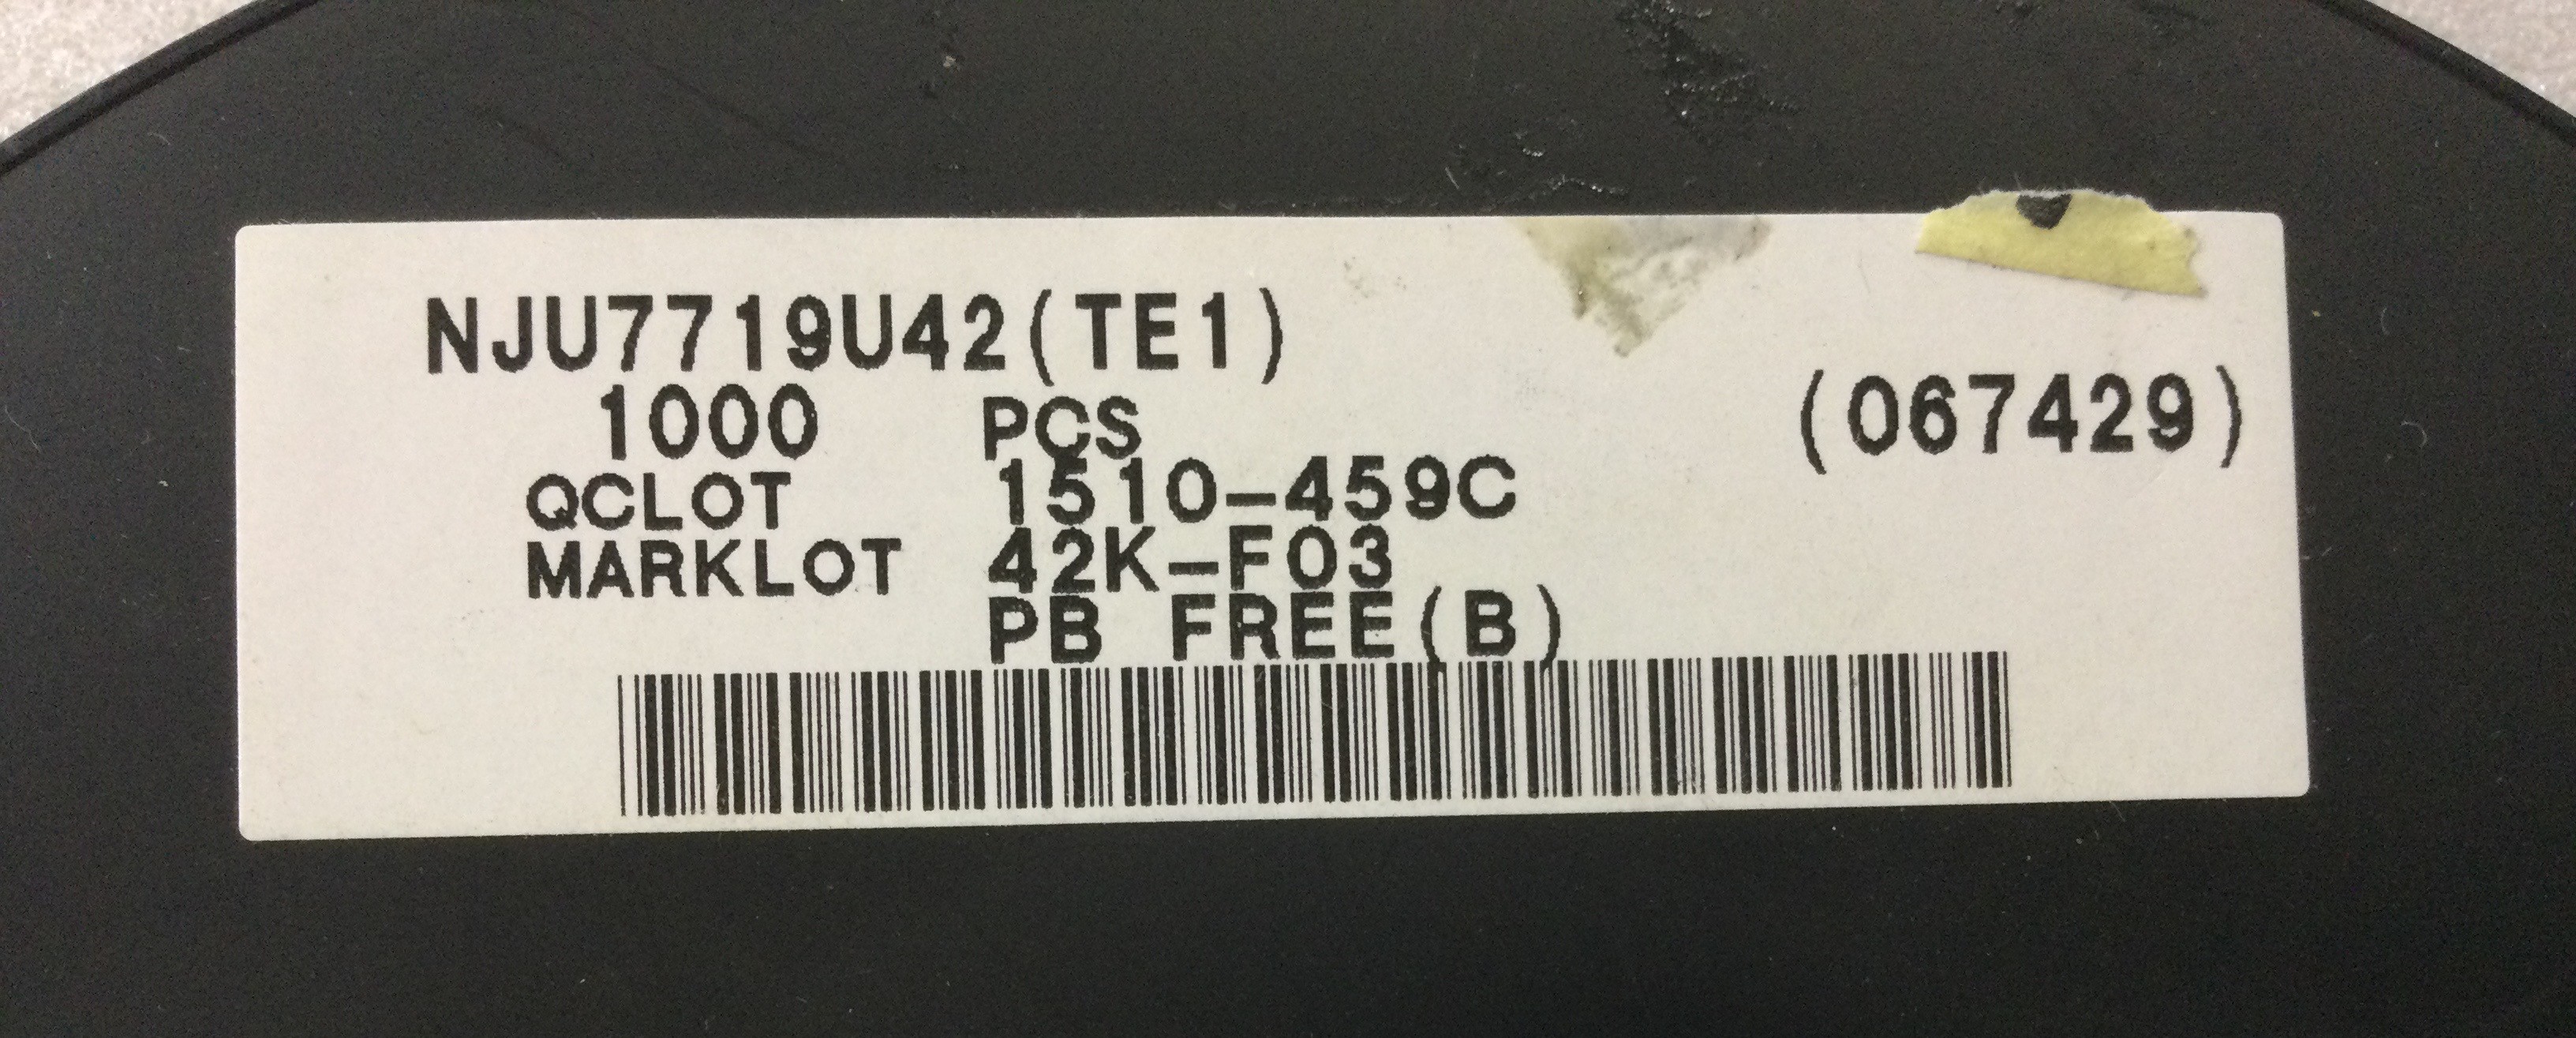 NJU7719U42(TE1)
1000 PCS (067429)
QCLOT 1510-459C
MARKLOT 42K-F03
PB FREE(B)